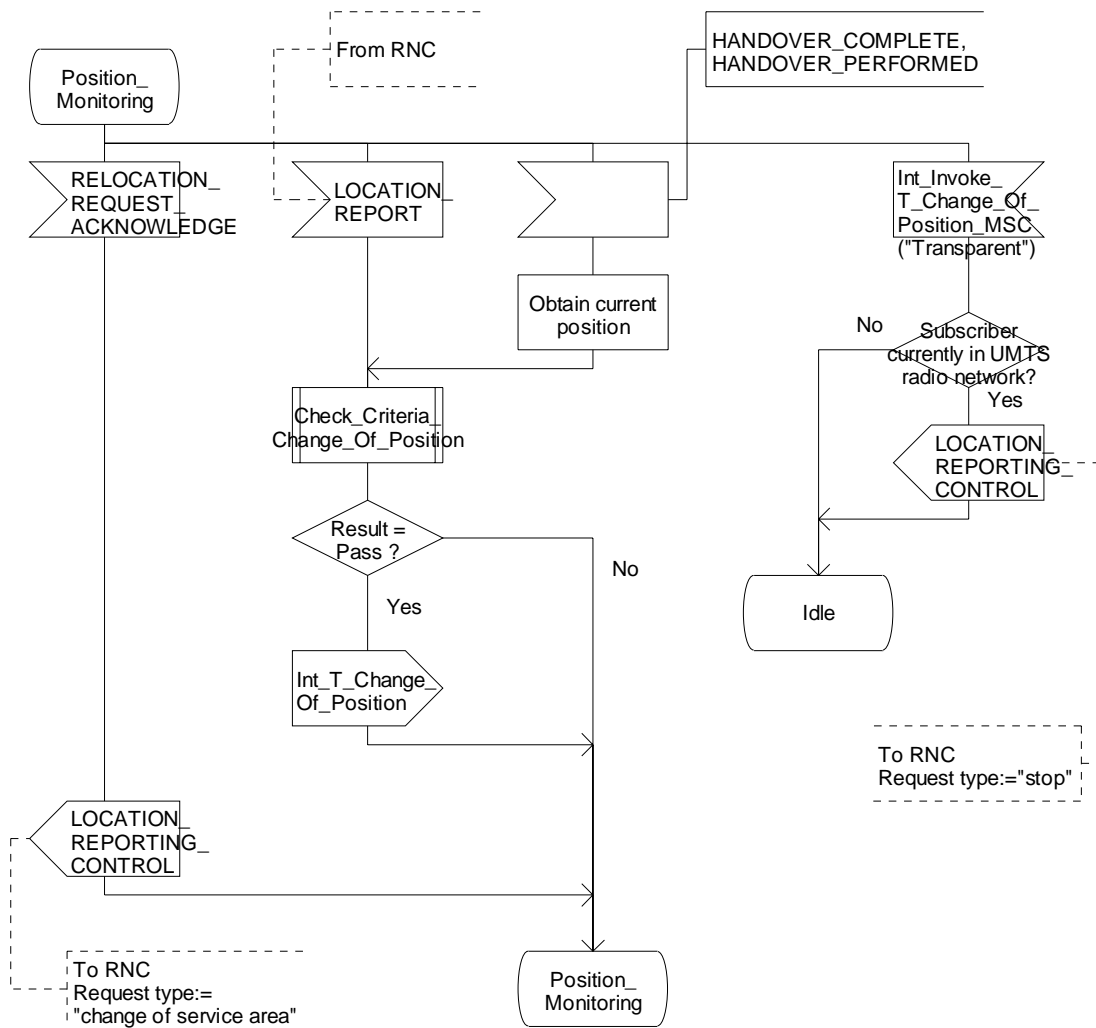 From RNC
HANDOVER_COMPLETE,
HANDOVER_PERFORMED
Position_
Monitoring
RELOCATION_
REQUEST_
ACKNOWLEDGE
LOCATION_
REPORT
Int_Invoke_
T_Change_Of_
Position_MSC
("Transparent")
Obtain current
position
No
Subscriber
currently in UMTS
radio network?
Yes
Check_Criteria_
Change_Of_Position
LOCATION_
REPORTING_
CONTROL
Result =
Pass ?
No
Yes
Idle
Int_T_Change_
Of_Position
To RNC
Request type:="stop"
LOCATION_
REPORTING_
CONTROL
To RNC
Request type:=
"change of service area"
Position_
Monitoring